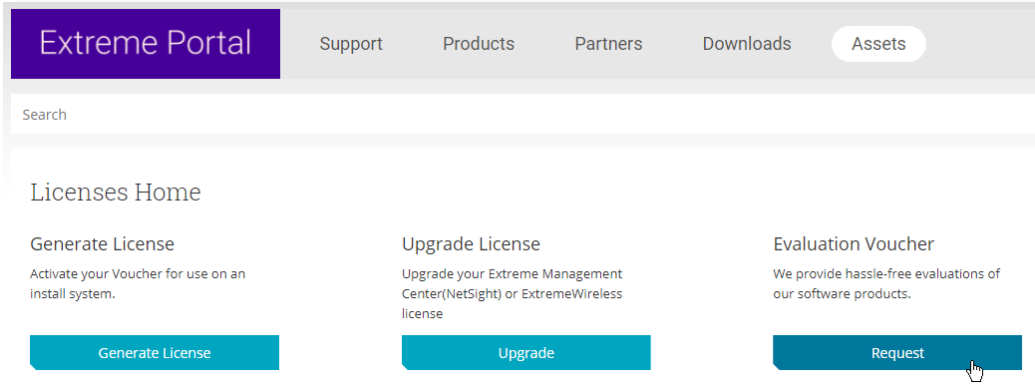 Extreme Portal Support Products Partners Downloads Assets
Search
Licenses Home
Generate License
Activate your Voucher for use on an
install system.
Generate License
Upgrade License
Upgrade your Extreme Management
Center(NetSight) or ExtremeWireless
license
Upgrade
Evaluation Voucher
We provide hassle-free evaluations of
our software products.
Request